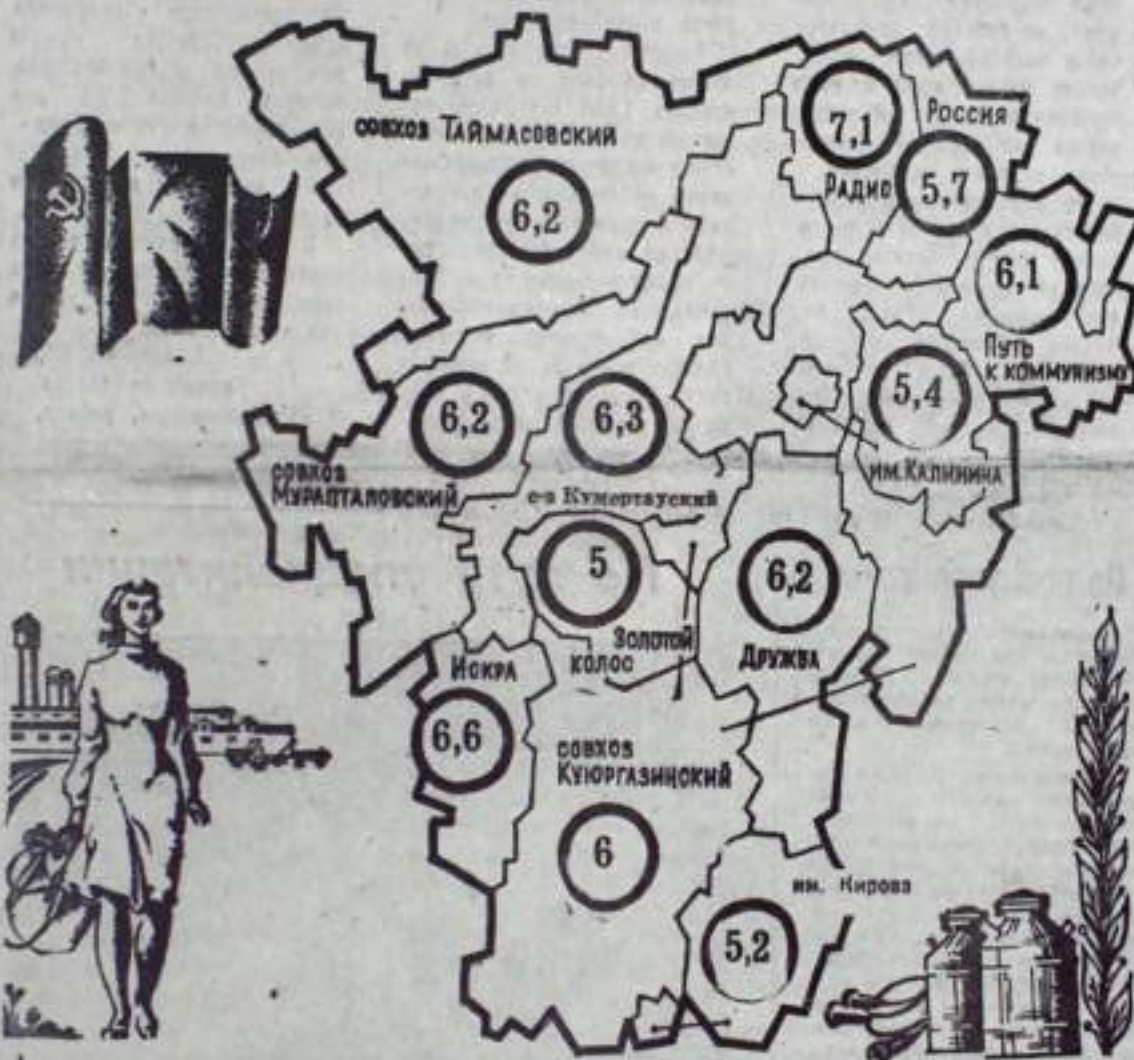 совхоз Таймасовский
6,2
7,1
Радио
Россия
5,7
6,1
Путь
к коммунизму
5,4
им. Калинина
6,2
совхоз
Мурапталовский
6,3
с-з Кумертауский
5
Золотой
колос
6,2
Дружба
Искра
6,6
совхоз
Куюргазинский
6
им. Кирова
5,2